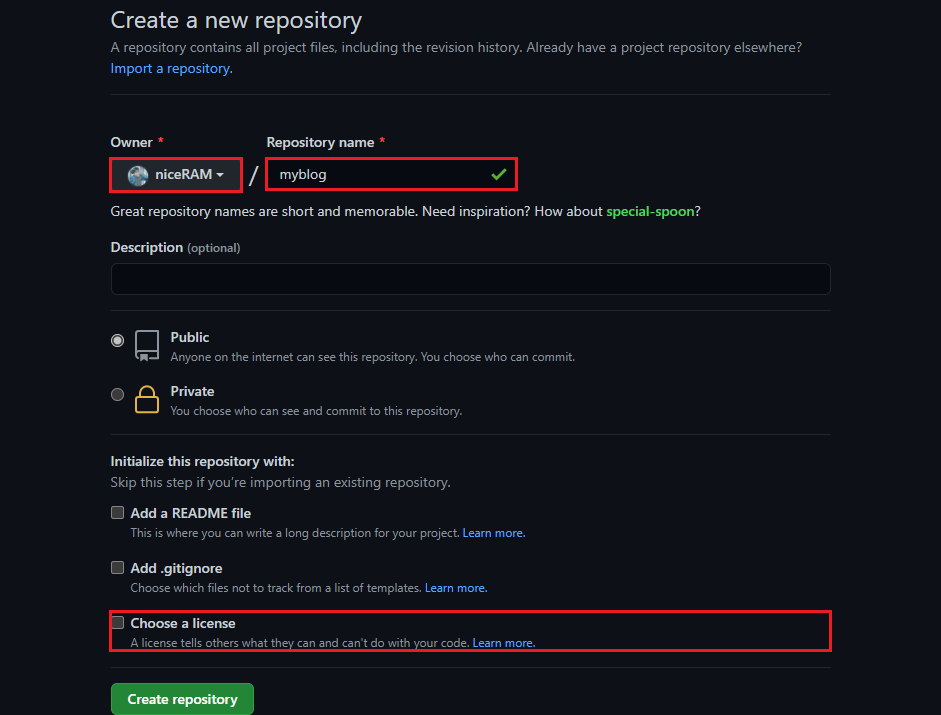 Create a new repository
A repository contains all project files, including the revision history. Already have a project repository elsewhere?
Import a repository.
Owner * Repository name *
niceRAM / myblog
Great repository names are short and memorable. Need inspiration? How about special-spoon?
Description (optional)
Public
Anyone on the internet can see this repository. You choose who can commit.
Private
You choose who can see and commit to this repository.
Initialize this repository with:
Skip this step if you're importing an existing repository.
Add a README file
This is where you can write a long description for your project. Learn more.
Add .gitignore
Choose which files not to track from a list of templates. Learn more.
Choose a license
A license tells others what they can and can't do with your code. Learn more.
Create repository